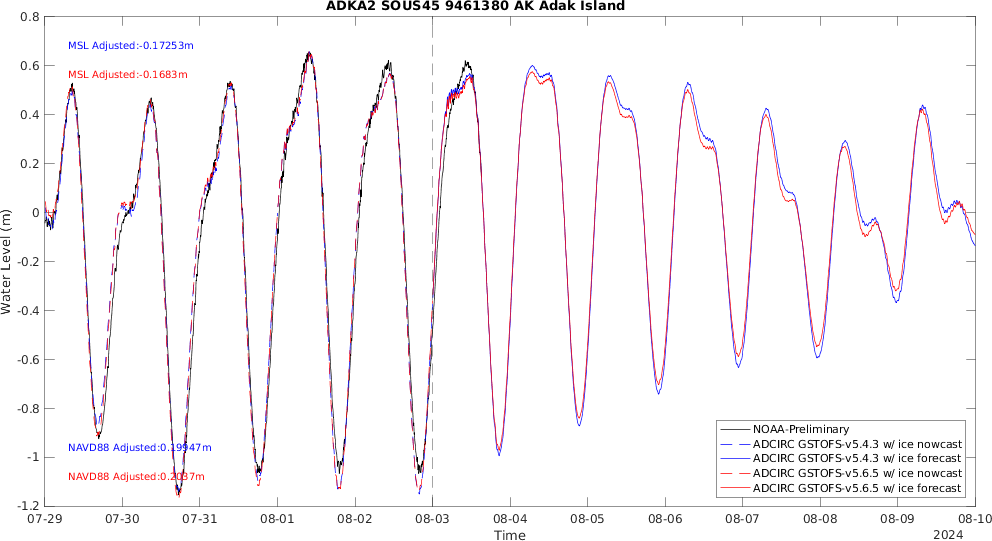 ADKA2 SOUS45 9461380 AK Adak Island
0.8
0.6
0.4
0.2
0
-0.2
-0.4
-0.6
-0.8
-1
-1.2
Water Level (m)
MSL Adjusted:-0.17253m
MSL Adjusted:-0.1683m
NAVD88 Adjusted:0.19947m
NAVD88 Adjusted:0.2037m
NOAA-Preliminary
ADCIRC GSTOFS-v5.4.3 w/ ice nowcast
ADCIRC GSTOFS-v5.4.3 w/ ice forecast
ADCIRC GSTOFS-v5.6.5 w/ ice nowcast
ADCIRC GSTOFS-v5.6.5 w/ ice forecast
07-29 07-30 07-31 08-01 08-02 08-03 08-04 08-05 08-06 08-07 08-08 08-09 08-10
Time
2024